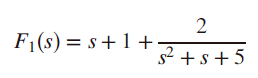 F₁(s) = s + 1 + 2/(s² + s + 5)